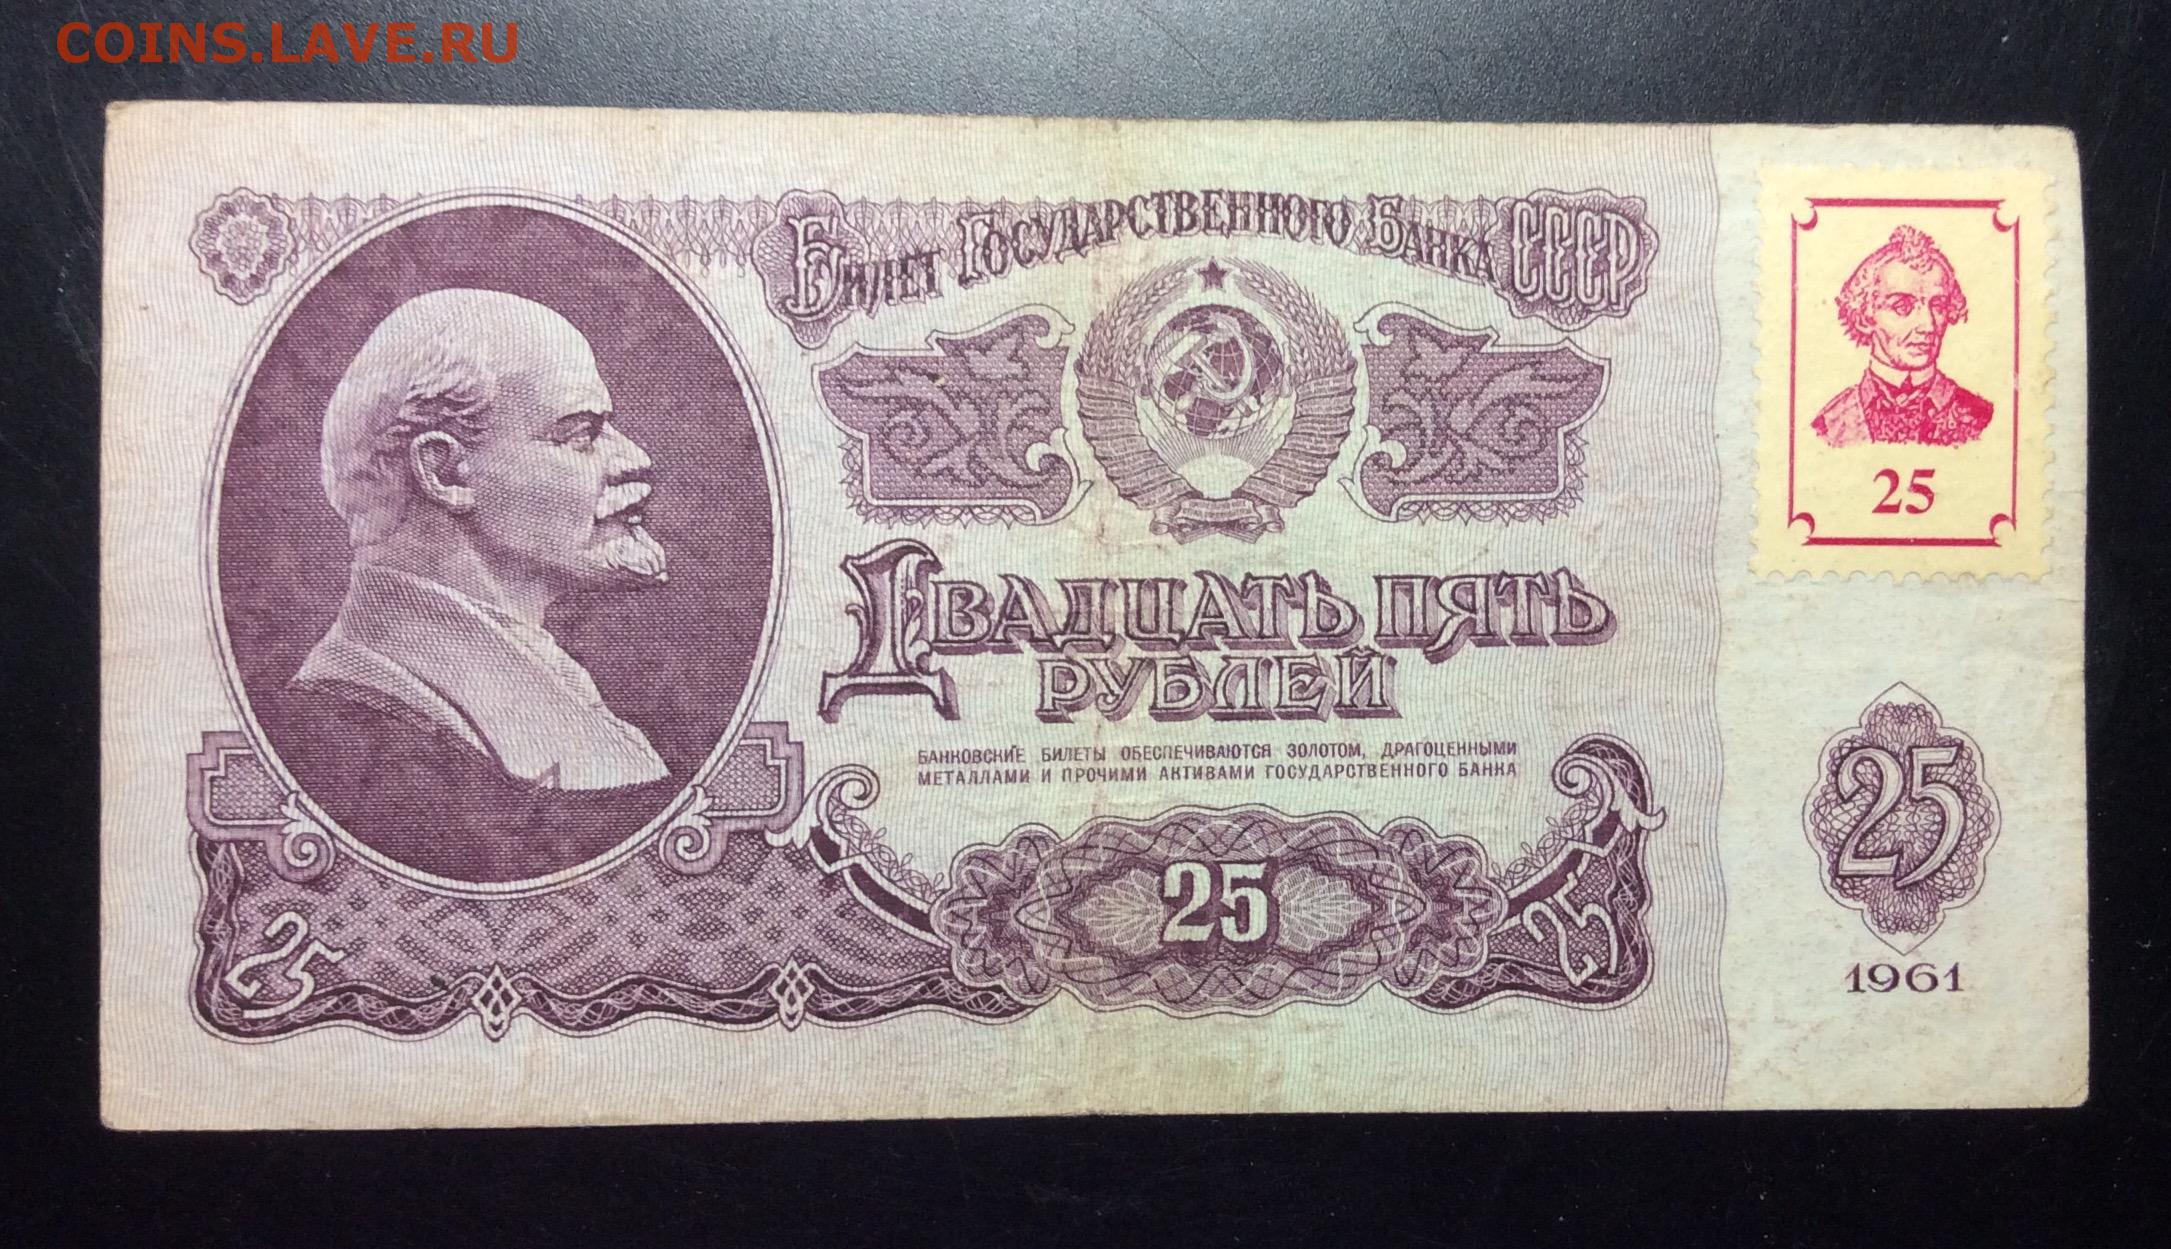 COINS.LAVE.RU
Билет Государственного Банка СССР
25
Двадцать пять
рублей
БАНКОВСКИЕ БИЛЕТЫ ОБЕСПЕЧИВАЮТСЯ ЗОЛОТОМ, ДРАГОЦЕННЫМИ
МЕТАЛЛАМИ И ПРОЧИМИ АКТИВАМИ ГОСУДАРСТВЕННОГО БАНКА
25
25
25
25
1961